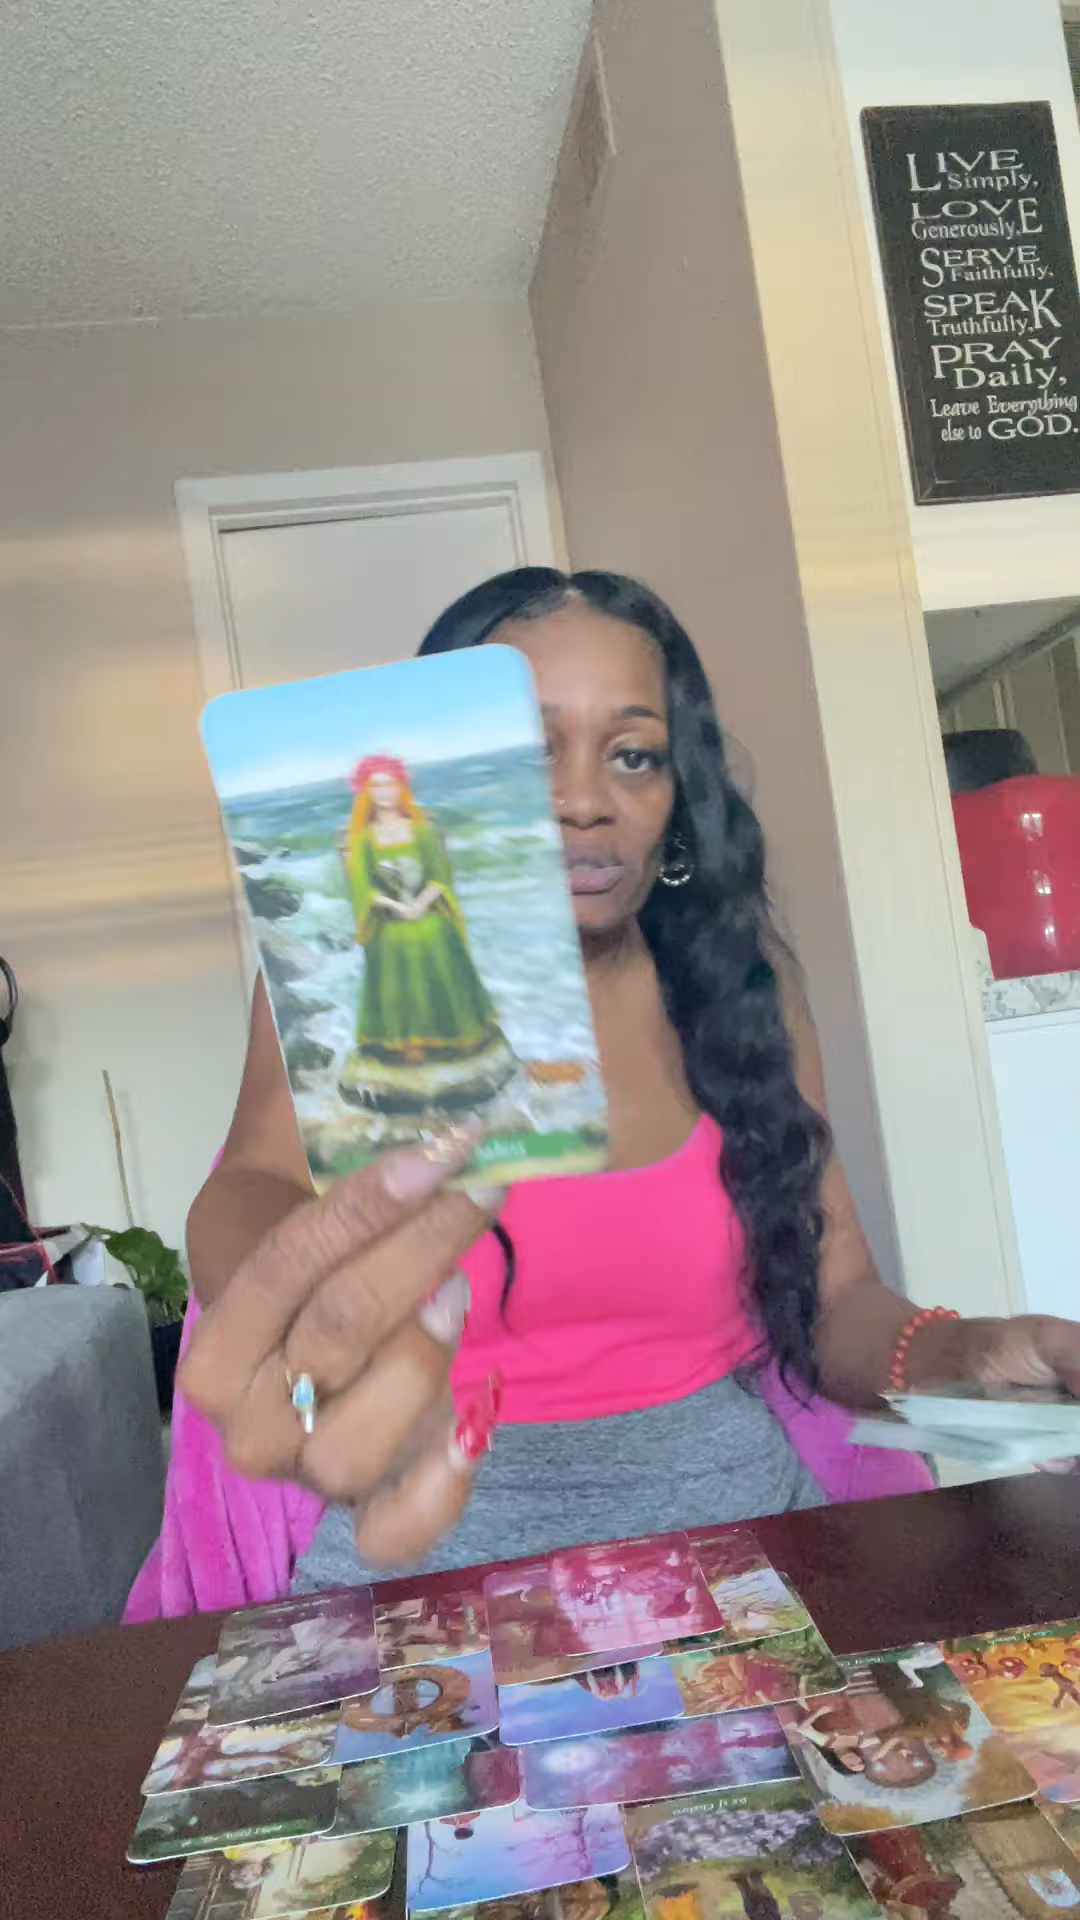 LIVE
Simply,
LOVE
Generously,
SERVE
Faithfully,
SPEAK
Truthfully,
PRAY
Daily,
Leave Everything
else to GOD.